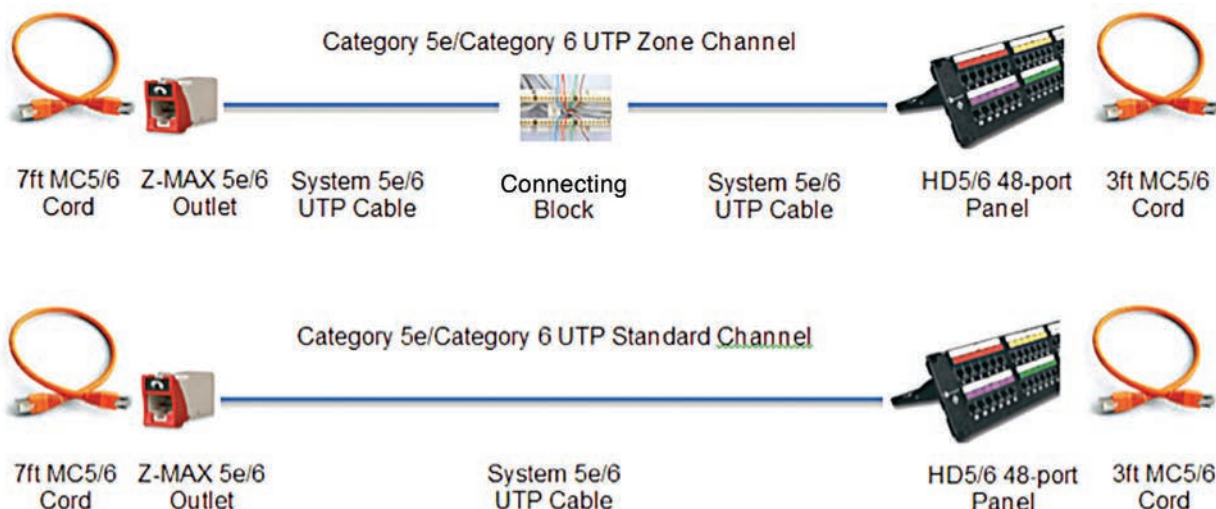 Category 5e/Category 6 UTP Zone Channel
7ft MC5/6
Cord
Z-MAX 5e/6
Outlet
System 5e/6
UTP Cable
Connecting
Block
System 5e/6
UTP Cable
HD5/6 48-port
Panel
3ft MC5/6
Cord
Category 5e/Category 6 UTP Standard Channel
7ft MC5/6
Cord
Z-MAX 5e/6
Outlet
System 5e/6
UTP Cable
HD5/6 48-port
Panel
3ft MC5/6
Cord